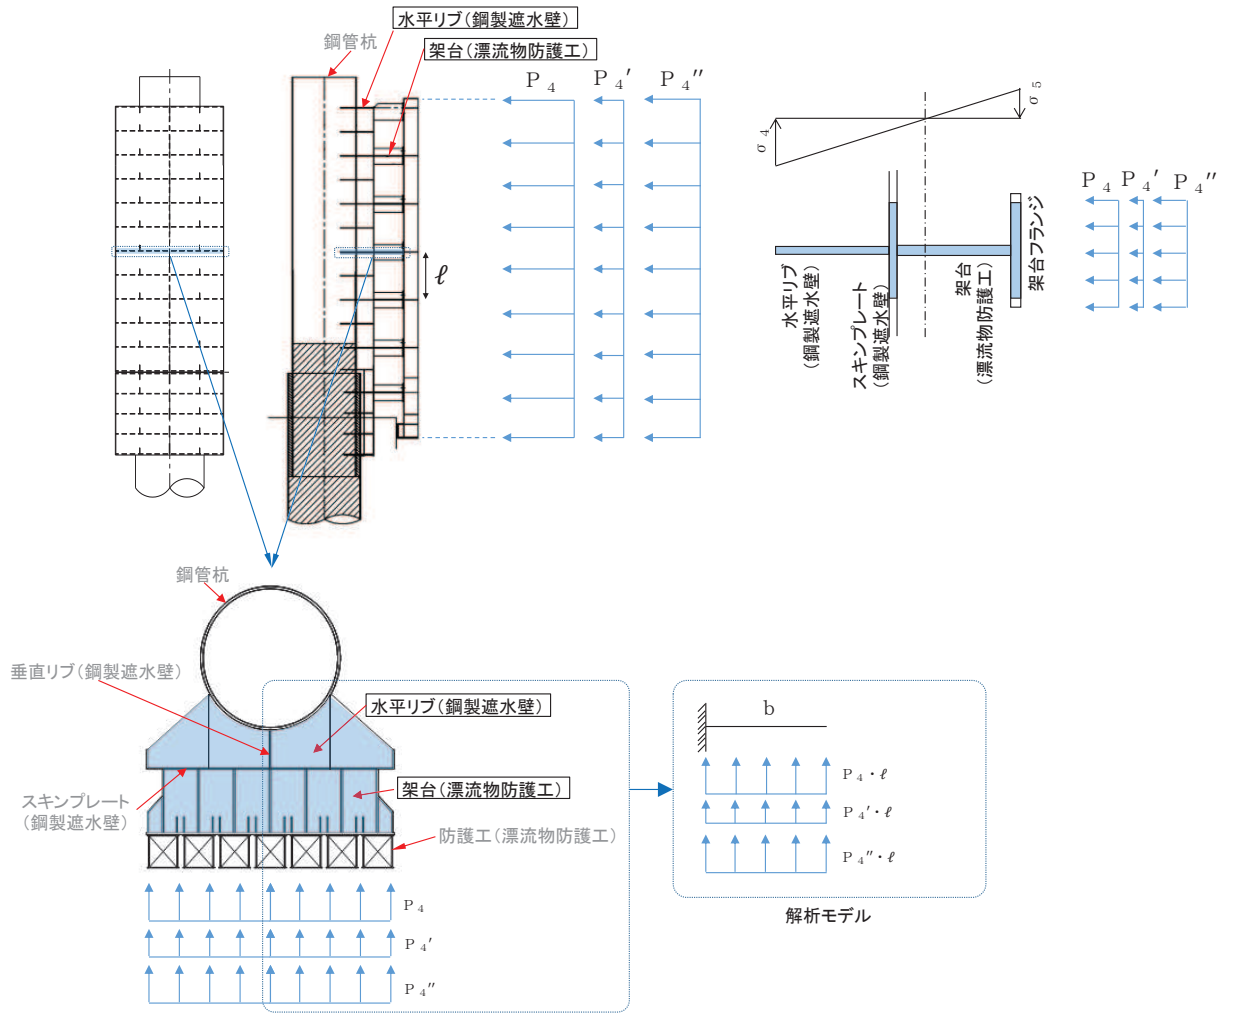 水平リブ(鋼製遮水壁)
鋼管杭
架台(漂流物防護工)
P₄ P₄′ P₄″
ℓ
σ₄
σ₅
P₄ P₄′ P₄″
水平リブ
(鋼製遮水壁)
スキンプレート
(鋼製遮水壁)
架台
(漂流物防護工)
架台フランジ
鋼管杭
垂直リブ(鋼製遮水壁)
水平リブ(鋼製遮水壁)
架台(漂流物防護工)
スキンプレート
(鋼製遮水壁)
防護工(漂流物防護工)
P₄
P₄′
P₄″
b
P₄・ℓ
P₄′・ℓ
P₄″・ℓ
解析モデル